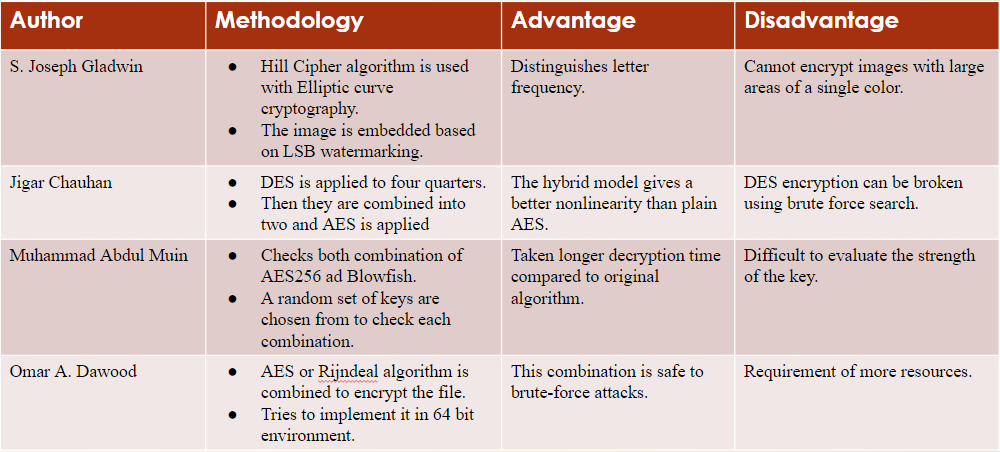 Author
Methodology
Advantage
Disadvantage
S. Joseph Gladwin
● Hill Cipher algorithm is used
with Elliptic curve
cryptography.
● The image is embedded based
on LSB watermarking.
Distinguishes letter
frequency.
Cannot encrypt images with large
areas of a single color.
Jigar Chauhan
● DES is applied to four quarters.
● Then they are combined into
two and AES is applied
The hybrid model gives a
better nonlinearity than plain
AES.
DES encryption can be broken
using brute force search.
Muhammad Abdul Muin
● Checks both combination of
AES256 ad Blowfish.
● A random set of keys are
chosen from to check each
combination.
Taken longer decryption time
compared to original
algorithm.
Difficult to evaluate the strength
of the key.
Omar A. Dawood
● AES or Rijndeal algorithm is
combined to encrypt the file.
● Tries to implement it in 64 bit
environment.
This combination is safe to
brute-force attacks.
Requirement of more resources.